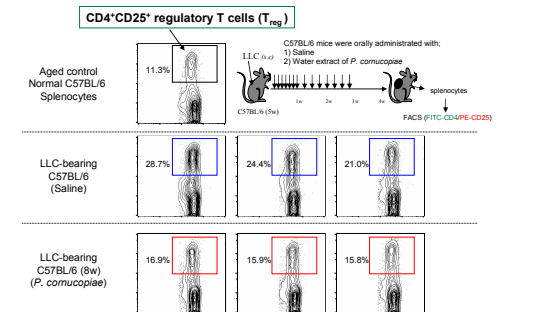 CD4⁺CD25⁺ regulatory T cells (Treg)
C57BL/6 mice were orally administrated with;
1) Saline
2) Water extract of P. cornucopiae
LLC (s.c)
Aged control
Normal C57BL/6
Splenocytes
11.3%
1w 2w 3w 4w
C57BL/6 (5w)
splenocytes
FACS (FITC-CD4/PE-CD25)
LLC-bearing
C57BL/6
(Saline)
28.7% 24.4% 21.0%
LLC-bearing
C57BL/6 (8w)
(P. cornucopiae)
16.9% 15.9% 15.8%